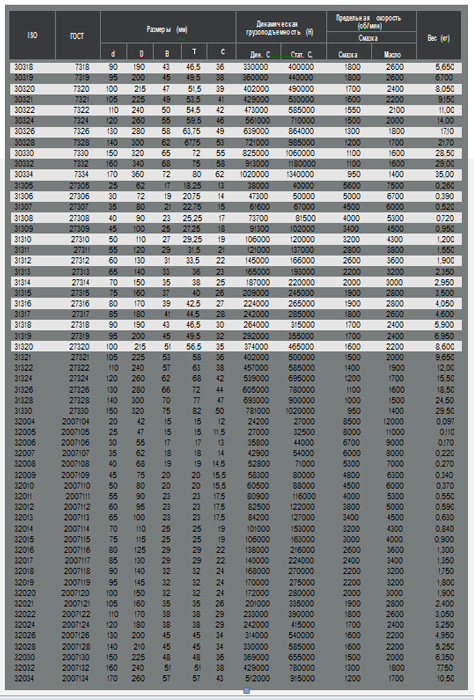 ISO ГОСТ Размеры (мм) Динамическая грузоподъемность (Н) Предельная скорость (об/мин) Вес (кг)
Смазка
d D B T C Дин. C Стат. C, Смазка Масло
30318 7318 90 190 43 46,5 36 330000 400000 1800 2600 5,650
30319 7319 95 200 45 49,5 38 360000 440000 1800 2600 6,700
30320 7320 100 215 47 51,5 39 402000 490000 1700 2400 8,050
30321 7321 105 225 49 53,5 41 429000 530000 1600 2200 9,150
30322 7322 110 240 50 54,5 42 473000 585000 1550 2100 11,00
30324 7324 120 260 55 59,5 46 561000 710000 1500 2000 14,00
30326 7326 130 280 58 63,75 49 639000 864000 1300 1800 17,10
30328 7328 140 300 62 67,75 53 721000 985000 1200 1700 21,70
30330 7330 150 320 65 72 55 825000 1060000 1100 1600 28,50
30332 7332 160 340 68 75 58 913000 1180000 1100 1600 29,00
30334 7334 170 360 72 80 62 1020000 1340000 950 1400 35,00
31305 27305 25 62 17 18,25 13 38000 40000 5600 7500 0,260
31306 27306 30 72 19 20,75 14 47300 50000 5000 6700 0,390
31307 27307 35 80 21 22,75 15 61600 67000 4500 6000 0,520
31308 27308 40 90 23 25,25 17 73700 81500 4000 5300 0,720
31309 27309 45 100 25 27,25 18 91300 102000 3400 4500 0,950
31310 27310 50 110 27 29,25 19 106000 120000 3200 4300 1,200
31311 27311 55 120 29 31,5 21 121000 137000 2800 3800 1,550
31312 27312 60 130 31 33,5 22 145000 166000 2600 3600 1,900
31313 27313 65 140 33 36 23 165000 193000 2200 3200 2,350
31314 27314 70 150 35 38 25 187000 220000 2000 3000 2,950
31315 27315 75 160 37 40 26 209000 245000 1900 2800 3,500
31316 27316 80 170 39 42,5 27 224000 265000 1900 2800 4,050
31317 27317 85 180 41 44,5 28 242000 285000 1800 2600 4,600
31318 27318 90 190 43 46,5 30 264000 315000 1700 2400 5,900
31319 27319 95 200 45 49,5 32 292000 355000 1700 2400 6,950
31320 27320 100 215 51 56,5 35 374000 465000 1600 2200 8,600
31321 27321 105 225 53 58 36 402000 500000 1500 2000 9,650
31322 27322 110 240 57 63 38 457000 585000 1400 1900 12,00
31324 27324 120 260 62 68 42 539000 695000 1200 1700 15,50
31326 27326 130 280 66 72 44 605000 780000 1100 1600 18,50
31328 27328 140 300 70 77 47 693000 900000 1000 1500 24,50
31330 27330 150 320 75 82 50 781000 1020000 950 1400 29,50
32004 2007104 20 42 15 15 12 24200 27000 8500 12000 0,097
32005 2007105 25 47 15 15 11,5 27000 32500 8000 11000 0,110
32006 2007106 30 55 17 17 13 35800 44000 6700 9000 0,170
32007 2007107 35 62 18 18 14 42900 54000 6000 8000 0,220
32008 2007108 40 68 19 19 14,5 52800 71000 5300 7000 0,270
32009 2007109 45 75 20 20 15,5 58300 80000 4800 6300 0,340
32010 2007110 50 80 20 20 15,5 60500 88000 4500 6000 0,370
32011 2007111 55 90 23 23 17,5 80900 116000 4000 5300 0,550
32012 2007112 60 95 23 23 17,5 82500 122000 3800 5000 0,590
32013 2007113 65 100 23 23 17,5 84200 127000 3400 4500 0,630
32014 2007114 70 110 25 25 19 101000 153000 3200 4300 0,840
32015 2007115 75 115 25 25 19 106000 163000 3000 4000 0,900
32016 2007116 80 125 29 29 22 138000 216000 2600 3600 1,300
32017 2007117 85 130 29 29 22 140000 224000 2400 3400 1,350
32018 2007118 90 140 32 32 24 168000 270000 2200 3200 1,750
32019 2007119 95 145 32 32 24 170000 275000 2200 3200 1,800
32020 2007120 100 150 32 32 24 172000 280000 2000 3000 1,900
32021 2007121 105 160 35 35 26 201000 335000 1900 2800 2,400
32022 2007122 110 170 38 38 29 233000 390000 1800 2600 3,050
32024 2007124 120 180 38 38 29 242000 415000 1700 2400 3,250
32026 2007126 130 200 45 45 34 314000 540000 1600 2200 4,950
32028 2007128 140 210 45 45 34 330000 585000 1600 2200 5,250
32030 2007130 150 225 48 48 36 369000 655000 1500 2000 6,350
32032 2007132 160 240 51 51 38 429000 780000 1300 1800 7,750
32034 2007134 170 260 57 57 43 512000 915000 1200 1700 10,50